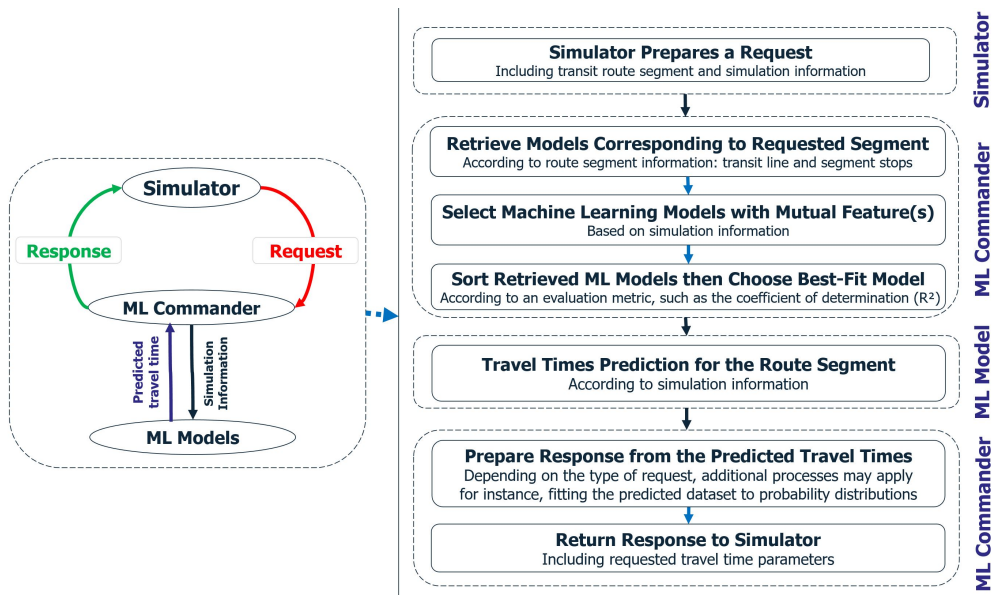 Simulator
Response
Request
ML Commander
Predicted
travel time
Simulation
Information
ML Models
Simulator
Simulator Prepares a Request
Including transit route segment and simulation information
ML Commander
Retrieve Models Corresponding to Requested Segment
According to route segment information: transit line and segment stops
Select Machine Learning Models with Mutual Feature(s)
Based on simulation information
Sort Retrieved ML Models then Choose Best-Fit Model
According to an evaluation metric, such as the coefficient of determination (R²)
ML Model
Travel Times Prediction for the Route Segment
According to simulation information
ML Commander
Prepare Response from the Predicted Travel Times
Depending on the type of request, additional processes may apply
for instance, fitting the predicted dataset to probability distributions
Return Response to Simulator
Including requested travel time parameters